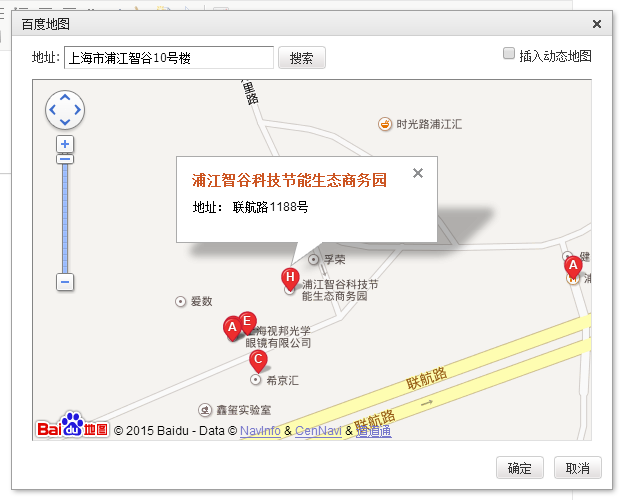 百度地图
地址:
上海市浦江智谷10号楼
搜索
插入动态地图
里路
时光路浦江汇
浦江智谷科技节能生态商务园
地址： 联航路1188号
孚荣
健
A
H
浦江智谷科技节
能生态商务园
爱数
A
E
上海视邦光学
眼镜有限公司
C
希京汇
联航路
鑫玺实验室
联航路
Bai du 地图
© 2015 Baidu - Data © NavInfo & CenNavi & 道道通
确定
取消